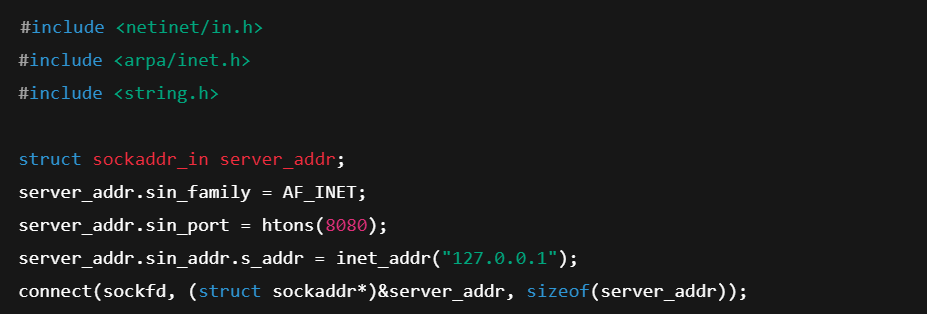 #include <netinet/in.h>
#include <arpa/inet.h>
#include <string.h>
struct sockaddr_in server_addr;
server_addr.sin_family = AF_INET;
server_addr.sin_port = htons(8080);
server_addr.sin_addr.s_addr = inet_addr("127.0.0.1");
connect(sockfd, (struct sockaddr*)&server_addr, sizeof(server_addr));